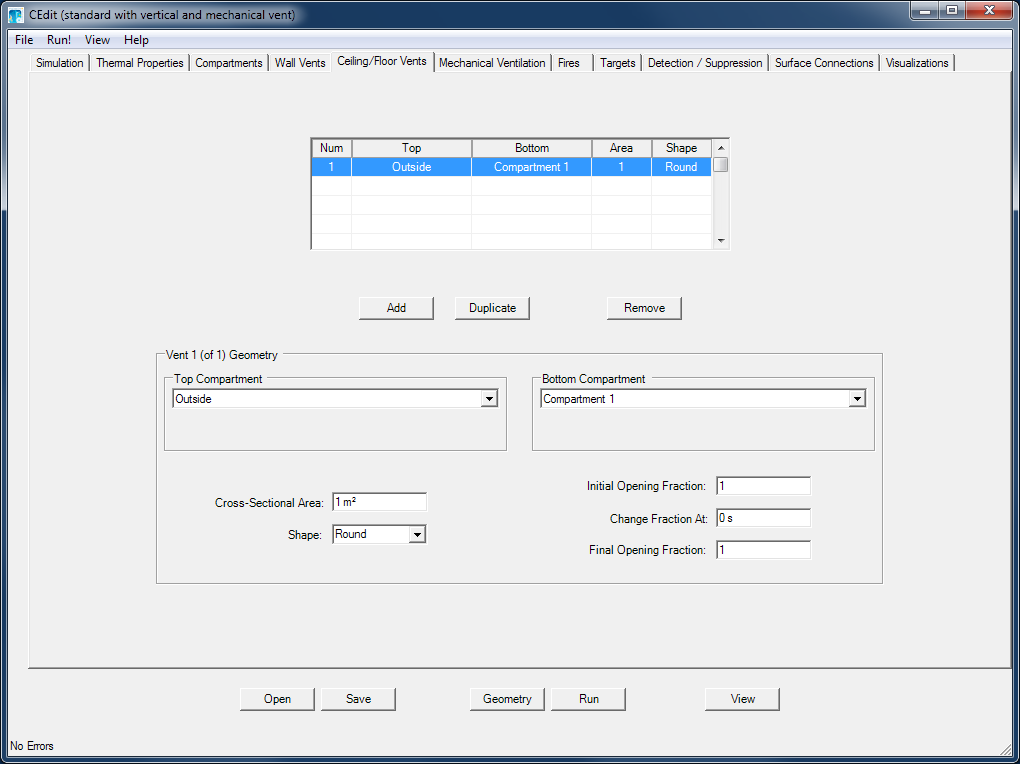 CEdit (standard with vertical and mechanical vent)
File Run! View Help
Simulation Thermal Properties Compartments Wall Vents Ceiling/Floor Vents Mechanical Ventilation Fires Targets Detection / Suppression Surface Connections Visualizations
Num Top Bottom Area Shape
1 Outside Compartment 1 1 Round
Add Duplicate Remove
Vent 1 (of 1) Geometry
Top Compartment Bottom Compartment
Outside Compartment 1
Initial Opening Fraction: 1
Cross-Sectional Area: 1 m²
Change Fraction At: 0 s
Shape: Round
Final Opening Fraction: 1
Open Save Geometry Run View
No Errors